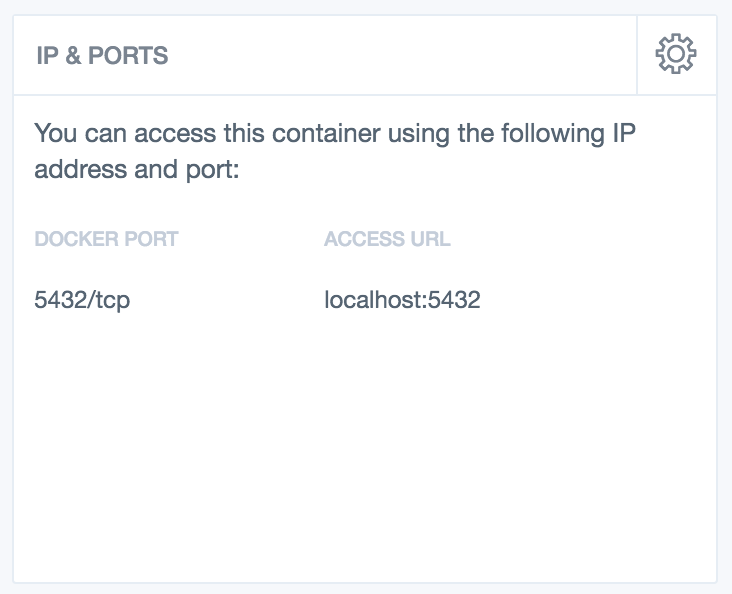 IP & PORTS
You can access this container using the following IP
address and port:
DOCKER PORT ACCESS URL
5432/tcp localhost:5432